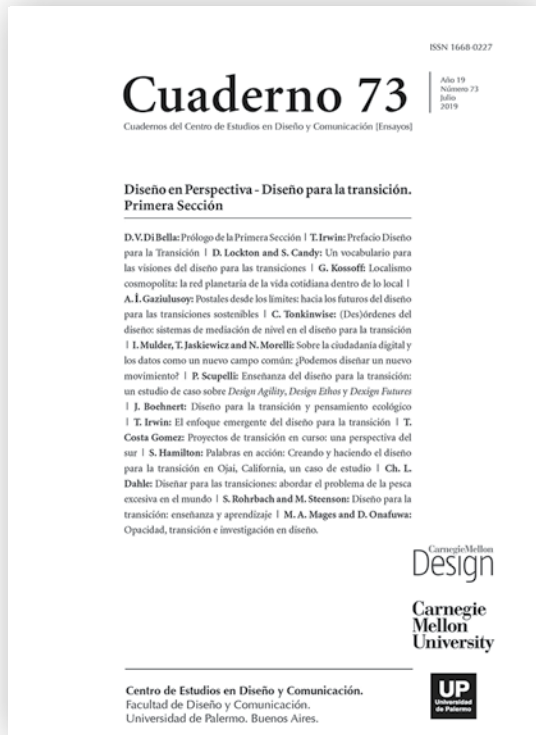 ISSN 1668-0227
Cuaderno 73
Año 19
Número 73
Julio
2019
Cuadernos del Centro de Estudios en Diseño y Comunicación [Ensayos]
Diseño en Perspectiva - Diseño para la transición.
Primera Sección
D.V. Di Bella: Prólogo de la Primera Sección | T. Irwin: Prefacio Diseño
para la Transición | D. Lockton and S. Candy: Un vocabulario para
las visiones del diseño para las transiciones | G. Kossoff: Localismo
cosmopolita: la red planetaria de la vida cotidiana dentro de lo local |
A. İ. Gaziulusoy: Postales desde los límites: hacia los futuros del diseño
para las transiciones sostenibles | C. Tonkinwise: (Des)órdenes del
diseño: sistemas de mediación de nivel en el diseño para la transición
| I. Mulder, T. Jaskiewicz and N. Morelli: Sobre la ciudadanía digital y
los datos como un nuevo campo común: ¿Podemos diseñar un nuevo
movimiento? | P. Scupelli: Enseñanza del diseño para la transición:
un estudio de caso sobre Design Agility, Design Ethos y Dexign Futures
| J. Boehnert: Diseño para la transición y pensamiento ecológico
| T. Irwin: El enfoque emergente del diseño para la transición | T.
Costa Gomez: Proyectos de transición en curso: una perspectiva del
sur | S. Hamilton: Palabras en acción: Creando y haciendo el diseño
para la transición en Ojai, California, un caso de estudio | Ch. L.
Dahle: Diseñar para las transiciones: abordar el problema de la pesca
excesiva en el mundo | S. Rohrbach and M. Steenson: Diseño para la
transición: enseñanza y aprendizaje | M. A. Mages and D. Onafuwa:
Opacidad, transición e investigación en diseño.
CarnegieMellon
Design
Carnegie
Mellon
University
Centro de Estudios en Diseño y Comunicación.
Facultad de Diseño y Comunicación.
Universidad de Palermo. Buenos Aires.
UP
Universidad
de Palermo